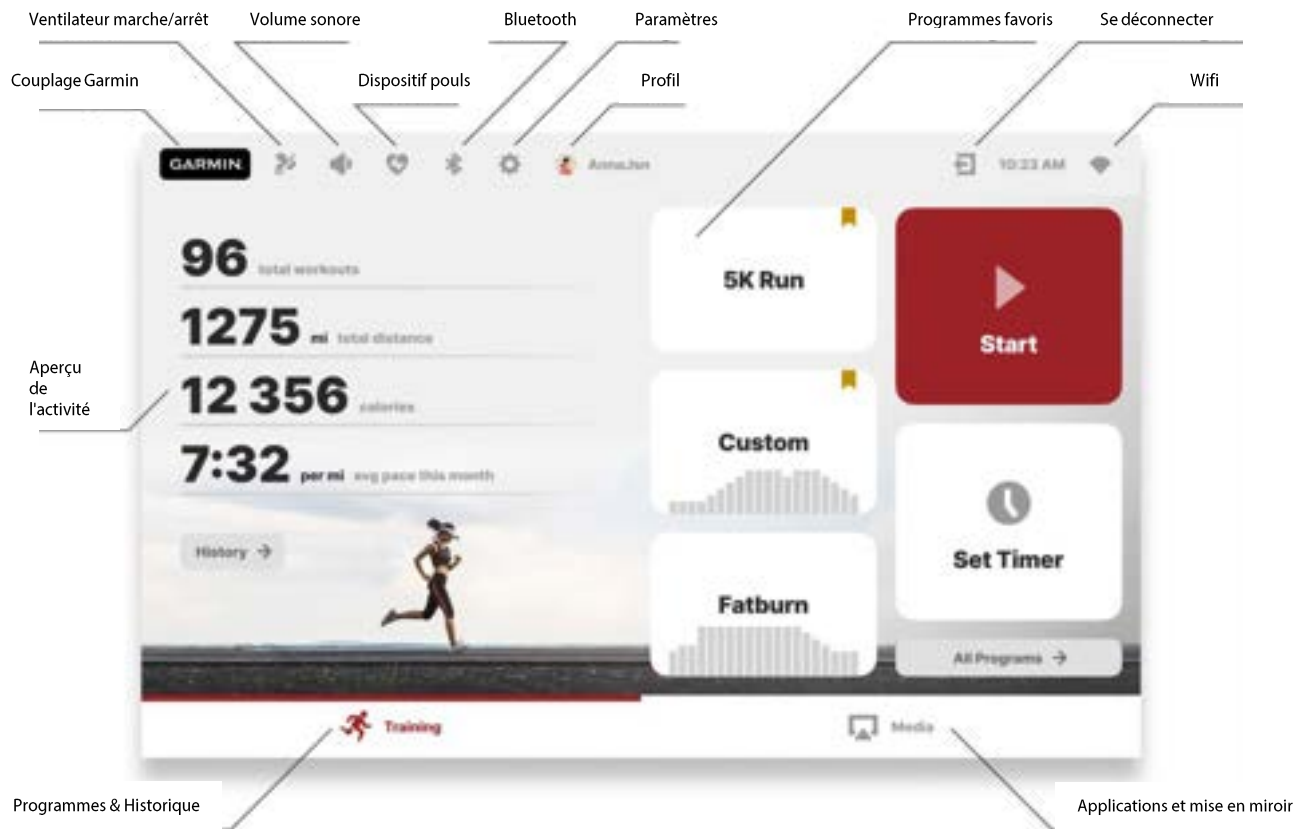 Ventilateur marche/arrêt
Volume sonore
Bluetooth
Paramètres
Programmes favoris
Se déconnecter
Couplage Garmin
Dispositif pouls
Profil
Wifi
GARMIN
AnnaJon
10:23 AM
96 total workouts
1275 mi total distance
12 356 calories
7:32 per mi avg pace this month
History →
Aperçu
de
l'activité
5K Run
Custom
Fatburn
Start
Set Timer
All Programs →
Training
Media
Programmes & Historique
Applications et mise en miroir